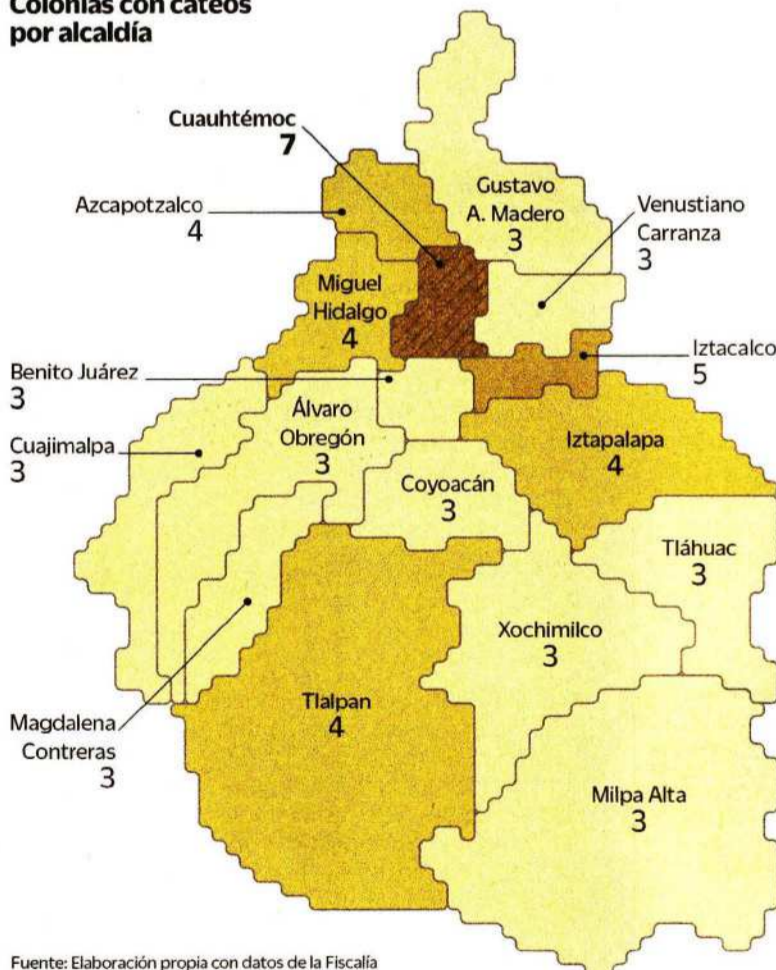 Colonias con cateos
por alcaldía
Cuauhtémoc
7
Azcapotzalco
4
Gustavo
A. Madero
3
Venustiano
Carranza
3
Miguel
Hidalgo
4
Iztacalco
5
Benito Juárez
3
Álvaro
Obregón
3
Cuajimalpa
3
Iztapalapa
4
Coyoacán
3
Tláhuac
3
Xochimilco
3
Tlalpan
4
Magdalena
Contreras
3
Milpa Alta
3
Fuente: Elaboración propia con datos de la Fiscalía